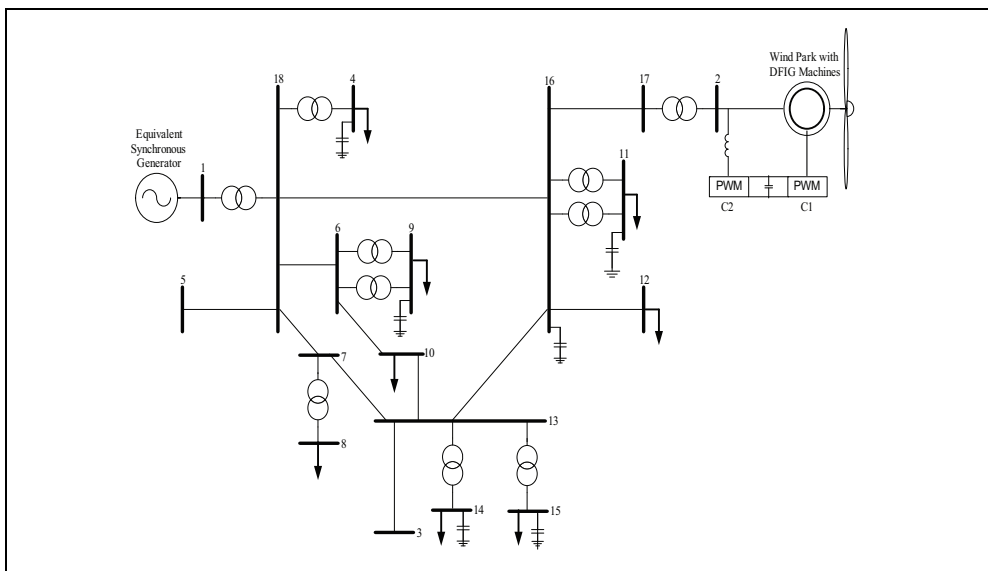 Wind Park with
DFIG Machines
18
4
16
17
2
Equivalent
Synchronous
Generator
1
11
PWM
PWM
C2
C1
6
9
5
12
7
10
13
8
14
15
3